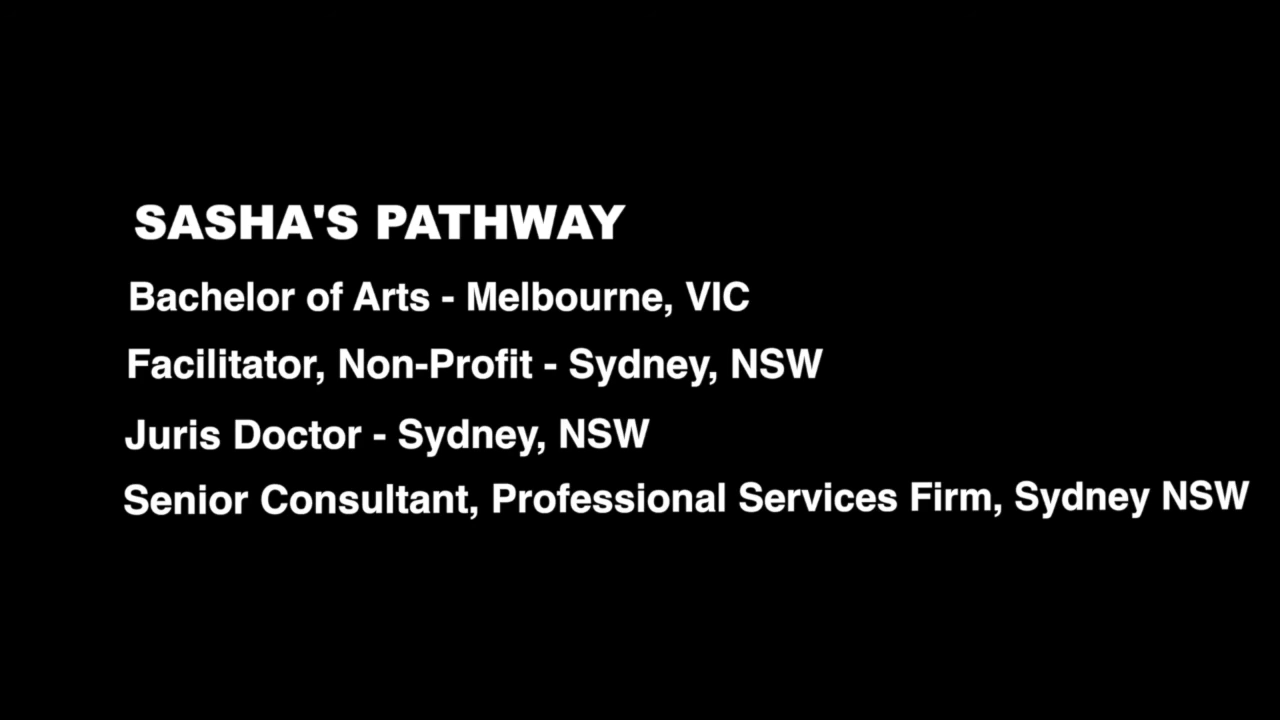 SASHA'S PATHWAY
Bachelor of Arts - Melbourne, VIC
Facilitator, Non-Profit - Sydney, NSW
Juris Doctor - Sydney, NSW
Senior Consultant, Professional Services Firm, Sydney NSW